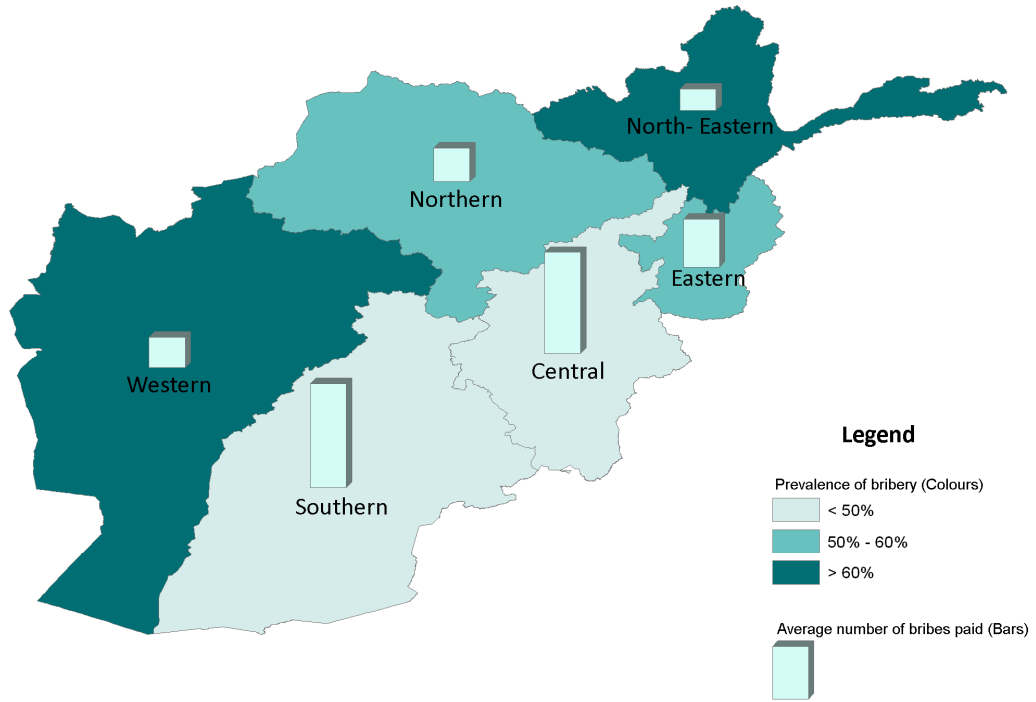 North- Eastern
Northern
Eastern
Central
Western
Southern
Legend
Prevalence of bribery (Colours)
< 50%
50% - 60%
> 60%
Average number of bribes paid (Bars)